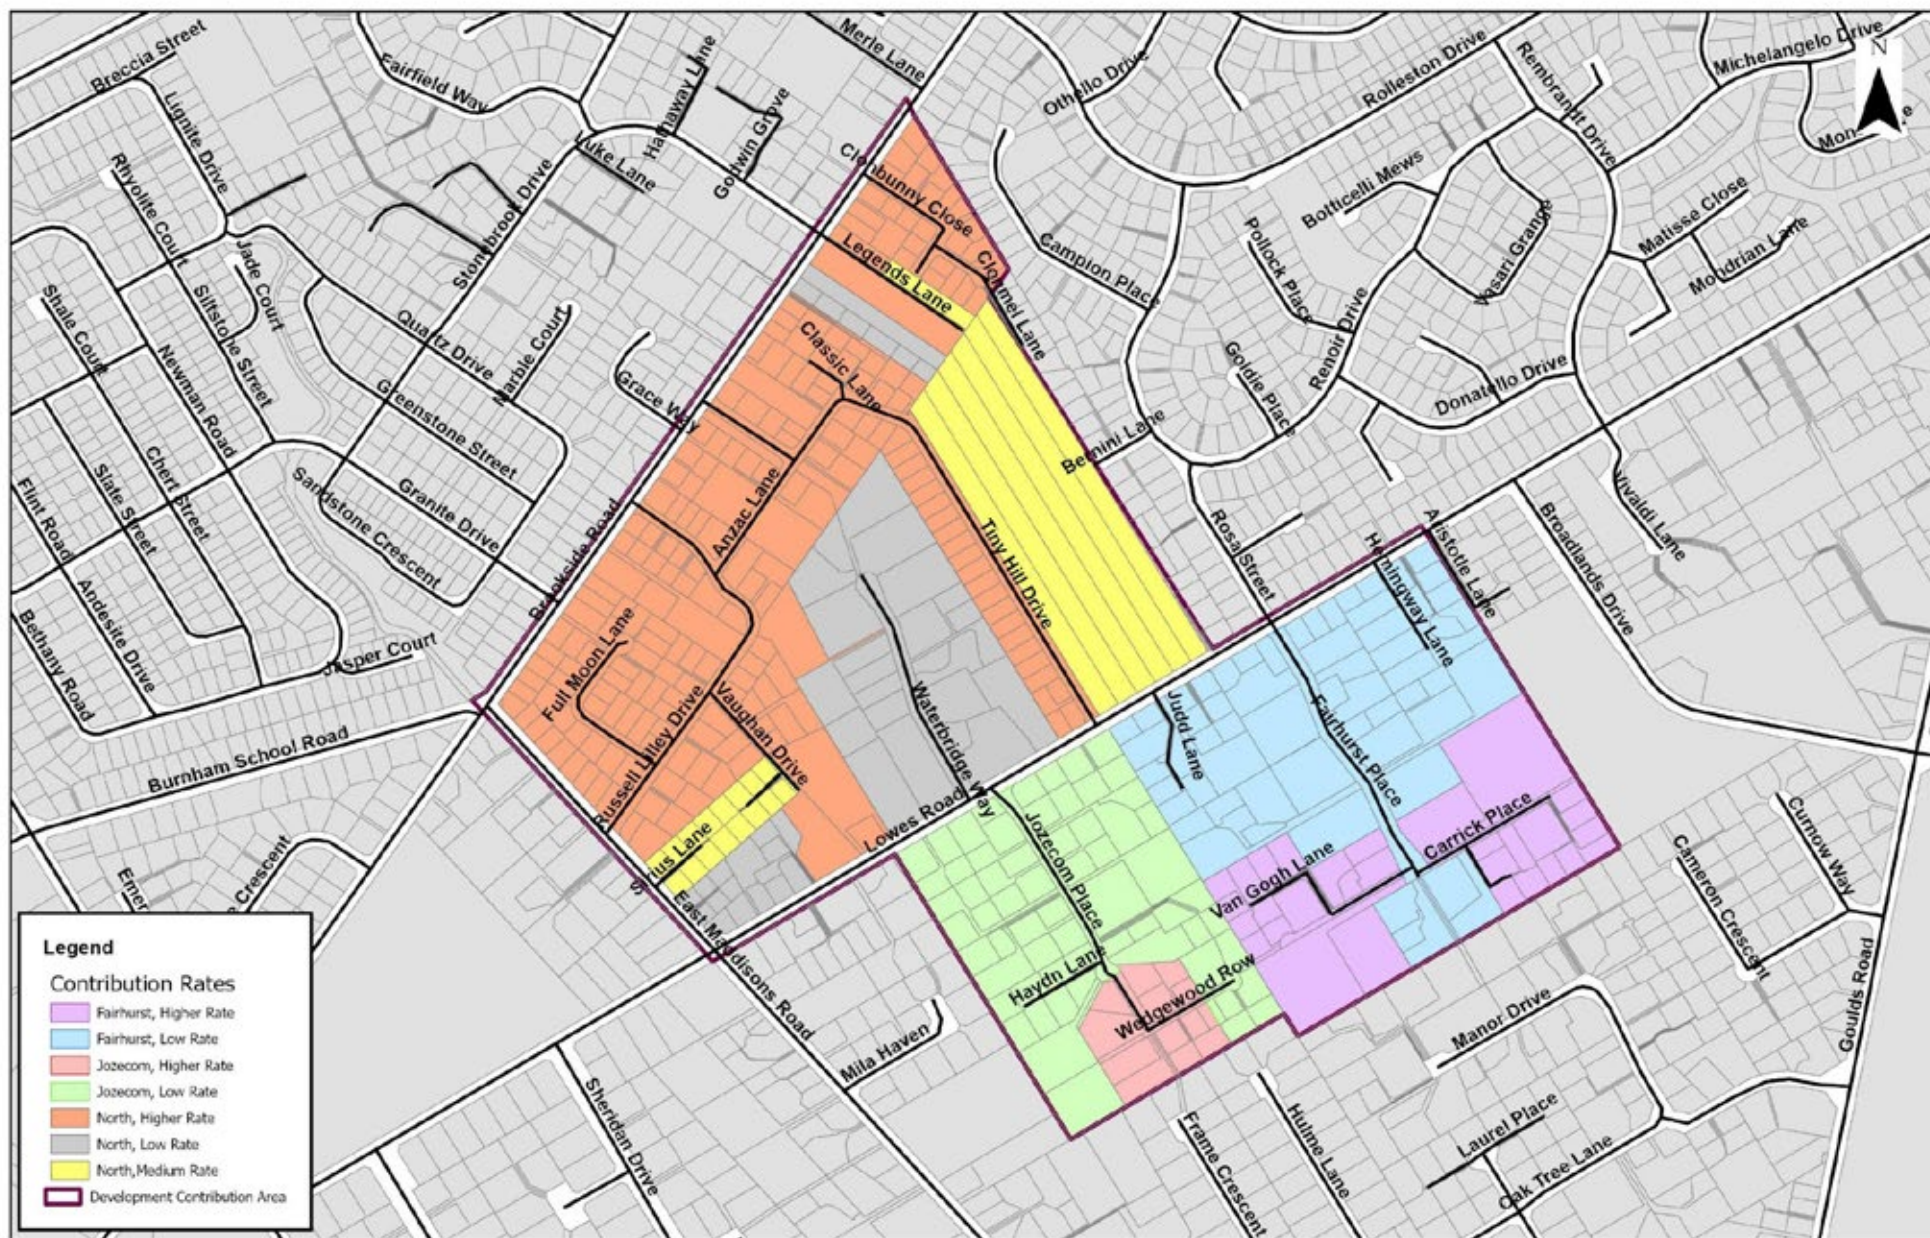 Breccia Street
Fairfield Way
Hathaway Lane
Merle Lane
Othello Drive
Rolleston Drive
Rembrandt Drive
Michelangelo Drive
N
Lignite Drive
Rhyolite Court
Luke Lane
Godwin Grove
Stonebrook Drive
Clonbunny Close
Botticelli Mews
Pollock Place
Vasari Grange
Matisse Close
Mondrian Lane
Jade Court
Siltstone Street
Shale Court
Quartz Drive
Marble Court
Legends Lane
Clonmel Lane
Campion Place
Newman Road
Greenstone Street
Grace Way
Classic Lane
Goldie Place
Renoir Drive
Donatello Drive
Flint Road
Slate Street
Chert Street
Sandstone Crescent
Granite Drive
Brookside Road
Anzac Lane
Tiny Hill Drive
Bernini Lane
Rosa Street
Hemingway Lane
Aristotle Lane
Broadlands Drive
Vivaldi Lane
Bethany Road
Andesite Drive
Jasper Court
Full Moon Lane
Burnham School Road
Russell Lilley Drive
Vaughan Drive
Waterbridge Way
Judd Lane
Fairhurst Place
Sirius Lane
Lowes Road
Jozecom Place
Van Gogh Lane
Carrick Place
Curnow Way
Cameron Crescent
Crescent
East Maddisons Road
Haydn Lane
Wedgewood Row
Mila Haven
Manor Drive
Goulds Road
Sheridan Drive
Frame Crescent
Hulme Lane
Laurel Place
Oak Tree Lane
Legend
Contribution Rates
Fairhurst, Higher Rate
Fairhurst, Low Rate
Jozecom, Higher Rate
Jozecom, Low Rate
North, Higher Rate
North, Low Rate
North,Medium Rate
Development Contribution Area